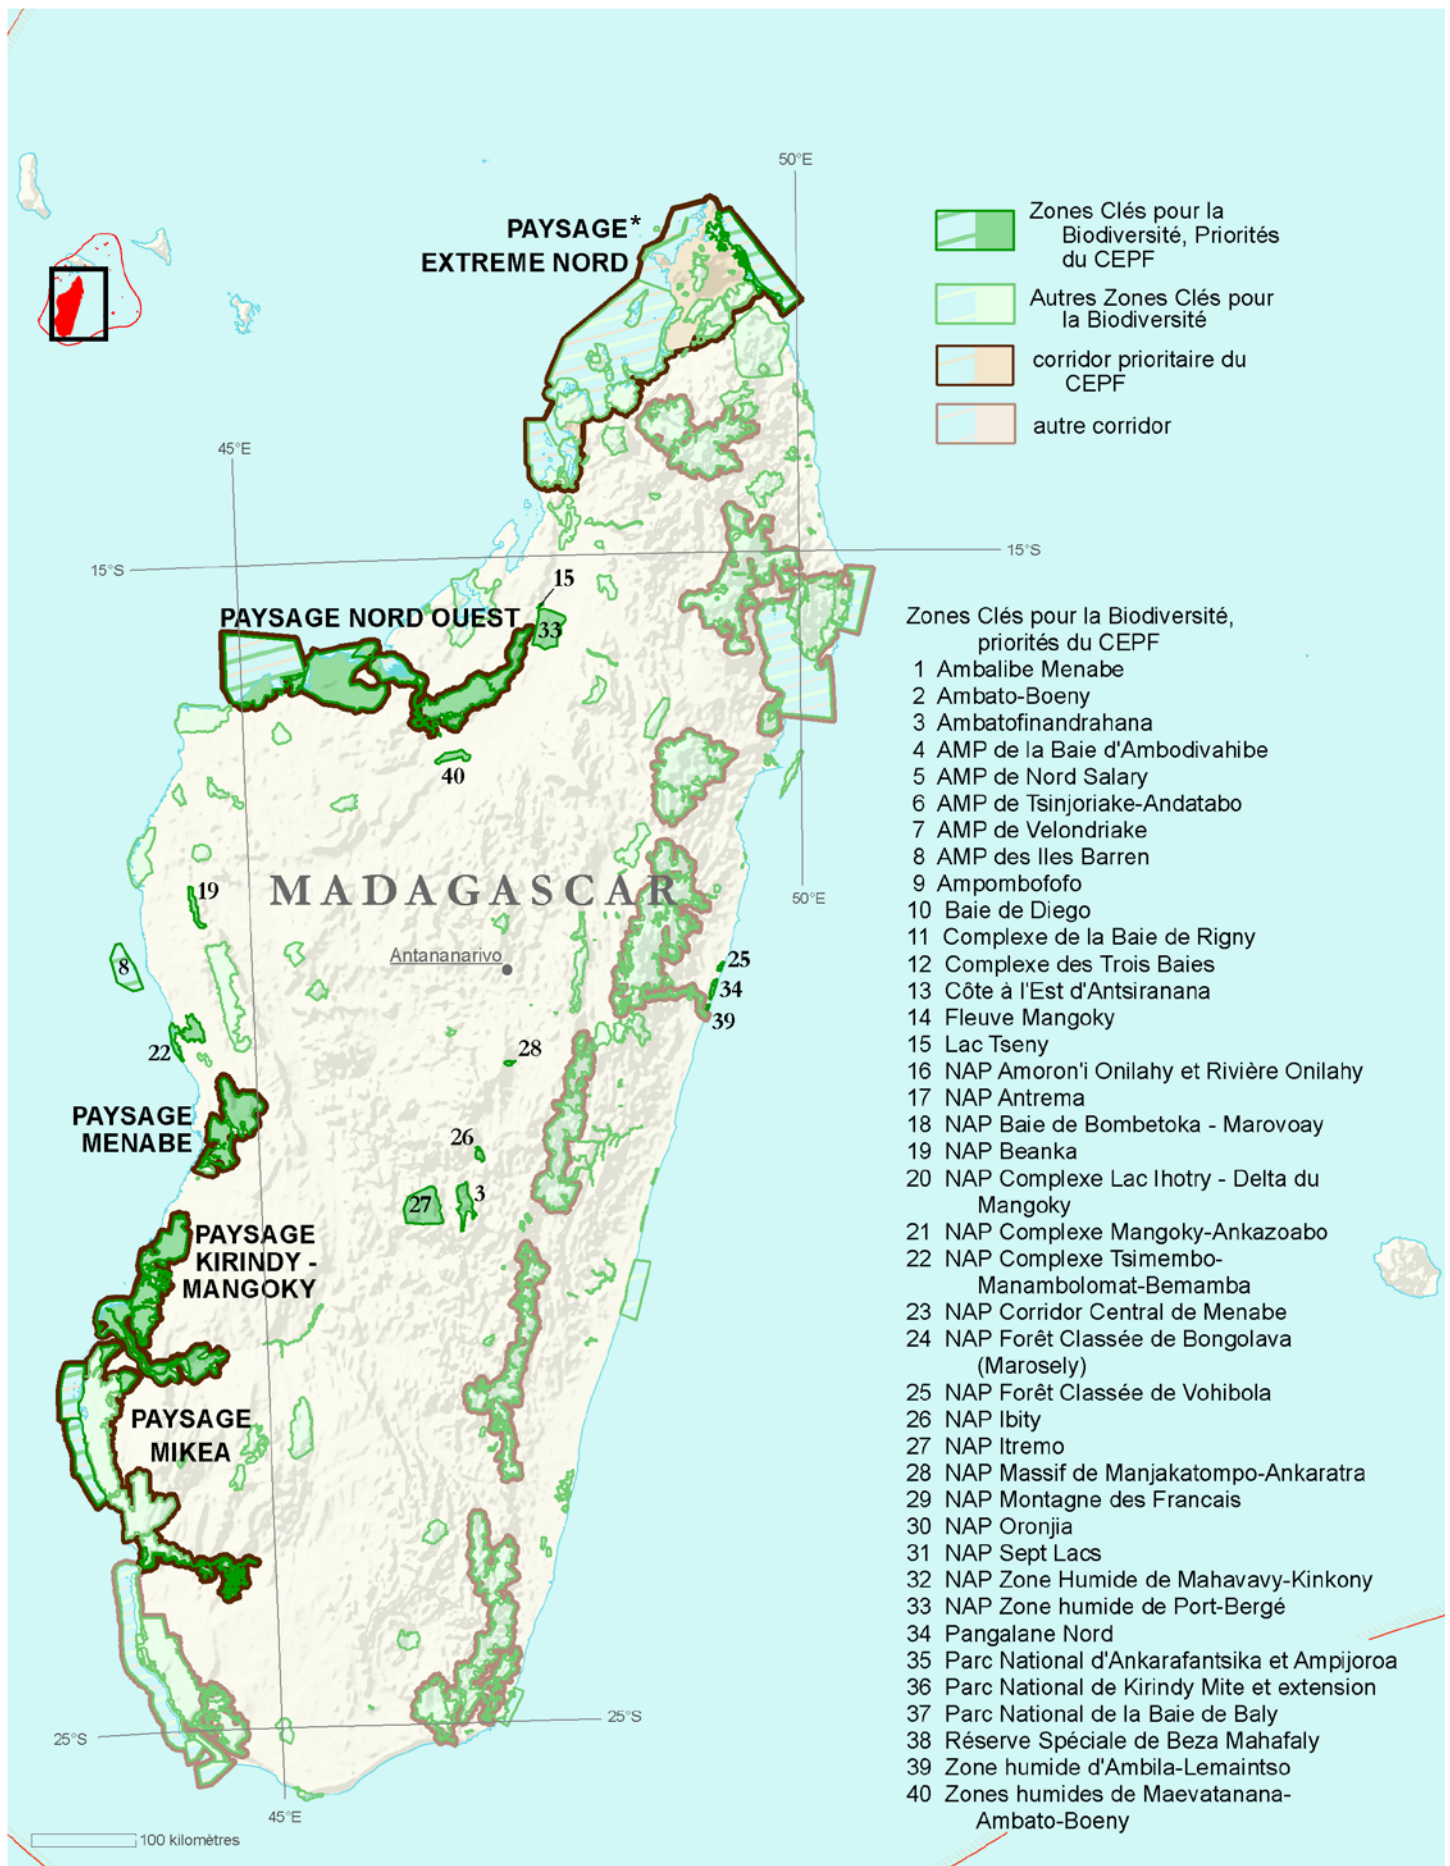 50°E
PAYSAGE*
EXTREME NORD
Zones Clés pour la
Biodiversité, Priorités
du CEPF
Autres Zones Clés pour
la Biodiversité
corridor prioritaire du
CEPF
autre corridor
45°E
15°S
15°S
15
PAYSAGE NORD OUEST
33
40
19
MADAGASCAR
50°E
Antananarivo
8
25
34
39
22
28
PAYSAGE
MENABE
26
27
3
PAYSAGE
KIRINDY -
MANGOKY
PAYSAGE
MIKEA
25°S
25°S
45°E
100 kilomètres
Zones Clés pour la Biodiversité,
priorités du CEPF
1 Ambalibe Menabe
2 Ambato-Boeny
3 Ambatofinandrahana
4 AMP de la Baie d'Ambodivahibe
5 AMP de Nord Salary
6 AMP de Tsinjoriake-Andatabo
7 AMP de Velondriake
8 AMP des Iles Barren
9 Ampombofofo
10 Baie de Diego
11 Complexe de la Baie de Rigny
12 Complexe des Trois Baies
13 Côte à l'Est d'Antsiranana
14 Fleuve Mangoky
15 Lac Tseny
16 NAP Amoron'i Onilahy et Rivière Onilahy
17 NAP Antrema
18 NAP Baie de Bombetoka - Marovoay
19 NAP Beanka
20 NAP Complexe Lac Ihotry - Delta du
Mangoky
21 NAP Complexe Mangoky-Ankazoabo
22 NAP Complexe Tsimembo-
Manambolomat-Bemamba
23 NAP Corridor Central de Menabe
24 NAP Forêt Classée de Bongolava
(Marosely)
25 NAP Forêt Classée de Vohibola
26 NAP Ibity
27 NAP Itremo
28 NAP Massif de Manjakatompo-Ankaratra
29 NAP Montagne des Francais
30 NAP Oronjia
31 NAP Sept Lacs
32 NAP Zone Humide de Mahavavy-Kinkony
33 NAP Zone humide de Port-Bergé
34 Pangalane Nord
35 Parc National d'Ankarafantsika et Ampijoroa
36 Parc National de Kirindy Mite et extension
37 Parc National de la Baie de Baly
38 Réserve Spéciale de Beza Mahafaly
39 Zone humide d'Ambila-Lemaintso
40 Zones humides de Maevatanana-
Ambato-Boeny